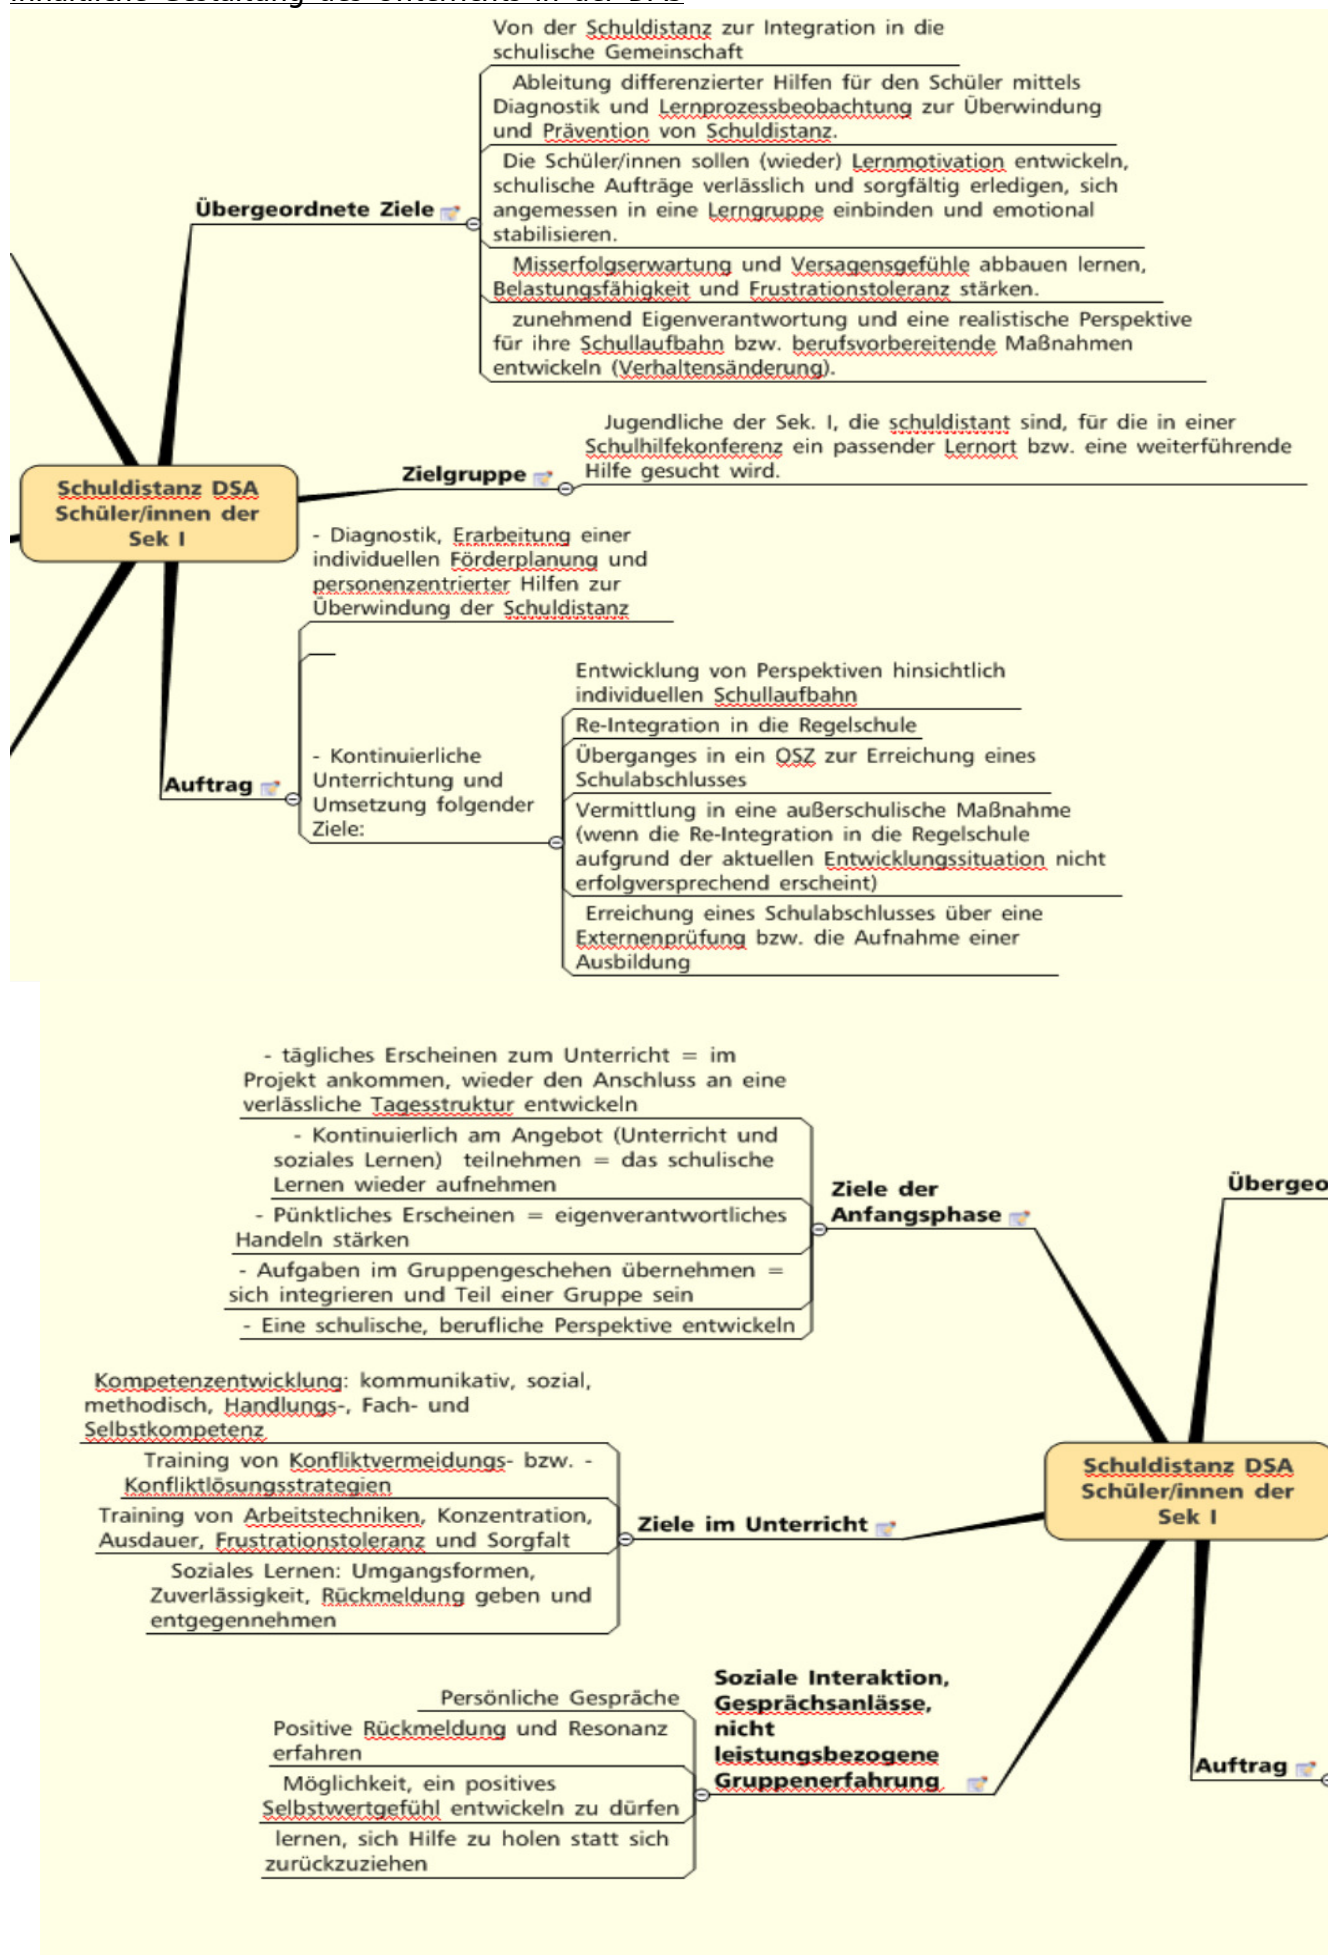 Inhaltliche Gestaltung des Unterrichts in der DAS
Von der Schuldistanz zur Integration in die
schulische Gemeinschaft
Ableitung differenzierter Hilfen für den Schüler mittels
Diagnostik und Lernprozessbeobachtung zur Überwindung
und Prävention von Schuldistanz.
Die Schüler/innen sollen (wieder) Lernmotivation entwickeln,
schulische Aufträge verlässlich und sorgfältig erledigen, sich
angemessen in eine Lerngruppe einbinden und emotional
stabilisieren.
Misserfolgserwartung und Versagensgefühle abbauen lernen,
Belastungsfähigkeit und Frustrationstoleranz stärken.
zunehmend Eigenverantwortung und eine realistische Perspektive
für ihre Schullaufbahn bzw. berufsvorbereitende Maßnahmen
entwickeln (Verhaltensänderung).
Übergeordnete Ziele
Jugendliche der Sek. I, die schuldistant sind, für die in einer
Schulhilfekonferenz ein passender Lernort bzw. eine weiterführende
Hilfe gesucht wird.
Zielgruppe
Schuldistanz DSA
Schüler/innen der
Sek I
- Diagnostik, Erarbeitung einer
individuellen Förderplanung und
personenzentrierter Hilfen zur
Überwindung der Schuldistanz
Auftrag
- Kontinuierliche
Unterrichtung und
Umsetzung folgender
Ziele:
Entwicklung von Perspektiven hinsichtlich
individuellen Schullaufbahn
Re-Integration in die Regelschule
Überganges in ein OSZ zur Erreichung eines
Schulabschlusses
Vermittlung in eine außerschulische Maßnahme
(wenn die Re-Integration in die Regelschule
aufgrund der aktuellen Entwicklungssituation nicht
erfolgversprechend erscheint)
Erreichung eines Schulabschlusses über eine
Externenprüfung bzw. die Aufnahme einer
Ausbildung
- tägliches Erscheinen zum Unterricht = im
Projekt ankommen, wieder den Anschluss an eine
verlässliche Tagesstruktur entwickeln
- Kontinuierlich am Angebot (Unterricht und
soziales Lernen) teilnehmen = das schulische
Lernen wieder aufnehmen
- Pünktliches Erscheinen = eigenverantwortliches
Handeln stärken
- Aufgaben im Gruppengeschehen übernehmen =
sich integrieren und Teil einer Gruppe sein
- Eine schulische, berufliche Perspektive entwickeln
Ziele der
Anfangsphase
Übergeo
Kompetenzentwicklung: kommunikativ, sozial,
methodisch, Handlungs-, Fach- und
Selbstkompetenz
Training von Konfliktvermeidungs- bzw. -
Konfliktlösungsstrategien
Training von Arbeitstechniken, Konzentration,
Ausdauer, Frustrationstoleranz und Sorgfalt
Soziales Lernen: Umgangsformen,
Zuverlässigkeit, Rückmeldung geben und
entgegennehmen
Ziele im Unterricht
Schuldistanz DSA
Schüler/innen der
Sek I
Persönliche Gespräche
Positive Rückmeldung und Resonanz
erfahren
Möglichkeit, ein positives
Selbstwertgefühl entwickeln zu dürfen
lernen, sich Hilfe zu holen statt sich
zurückzuziehen
Soziale Interaktion,
Gesprächsanlässe,
nicht
leistungsbezogene
Gruppenerfahrung
Auftrag